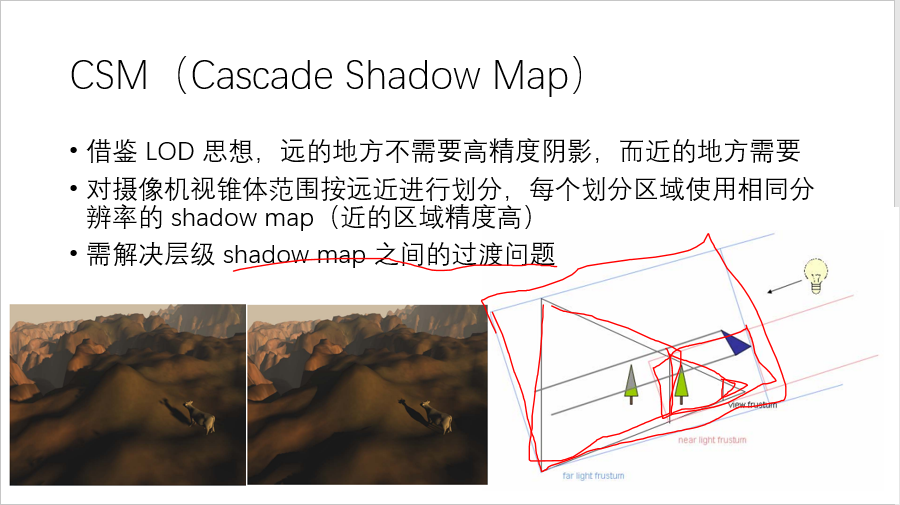 CSM（Cascade Shadow Map）
• 借鉴 LOD 思想，远的地方不需要高精度阴影，而近的地方需要
• 对摄像机视锥体范围按远近进行划分，每个划分区域使用相同分
辨率的 shadow map（近的区域精度高）
• 需解决层级 shadow map 之间的过渡问题
view frustum
near light frustum
far light frustum